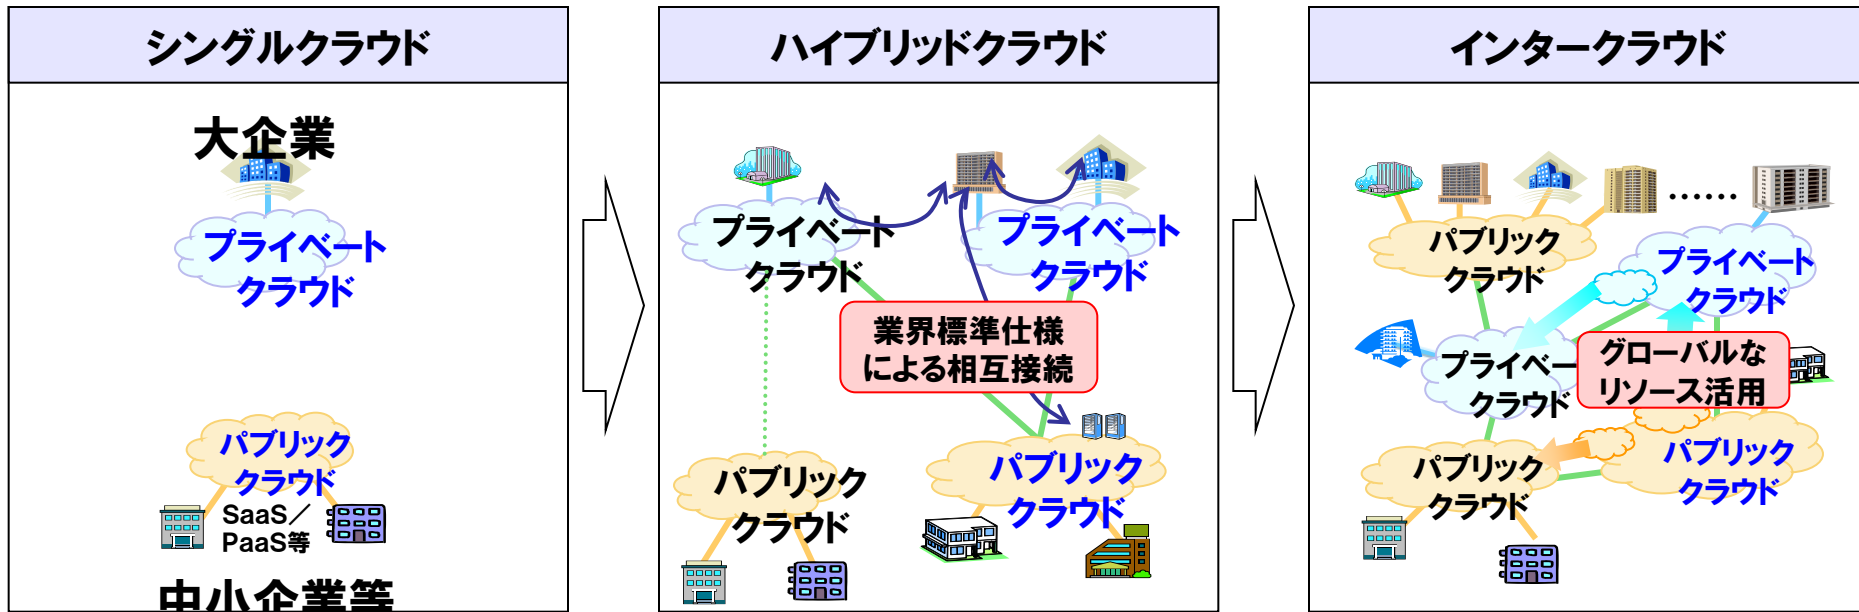 シングルクラウド
大企業
プライベート
クラウド
パブリック
クラウド
SaaS／
PaaS等
中小企業等
ハイブリッドクラウド
プライベート
クラウド
プライベート
クラウド
業界標準仕様
による相互接続
パブリック
クラウド
パブリック
クラウド
インタークラウド
……
パブリック
クラウド
プライベート
クラウド
プライベー
クラウド
グローバルな
リソース活用
パブリック
クラウド
パブリック
クラウド